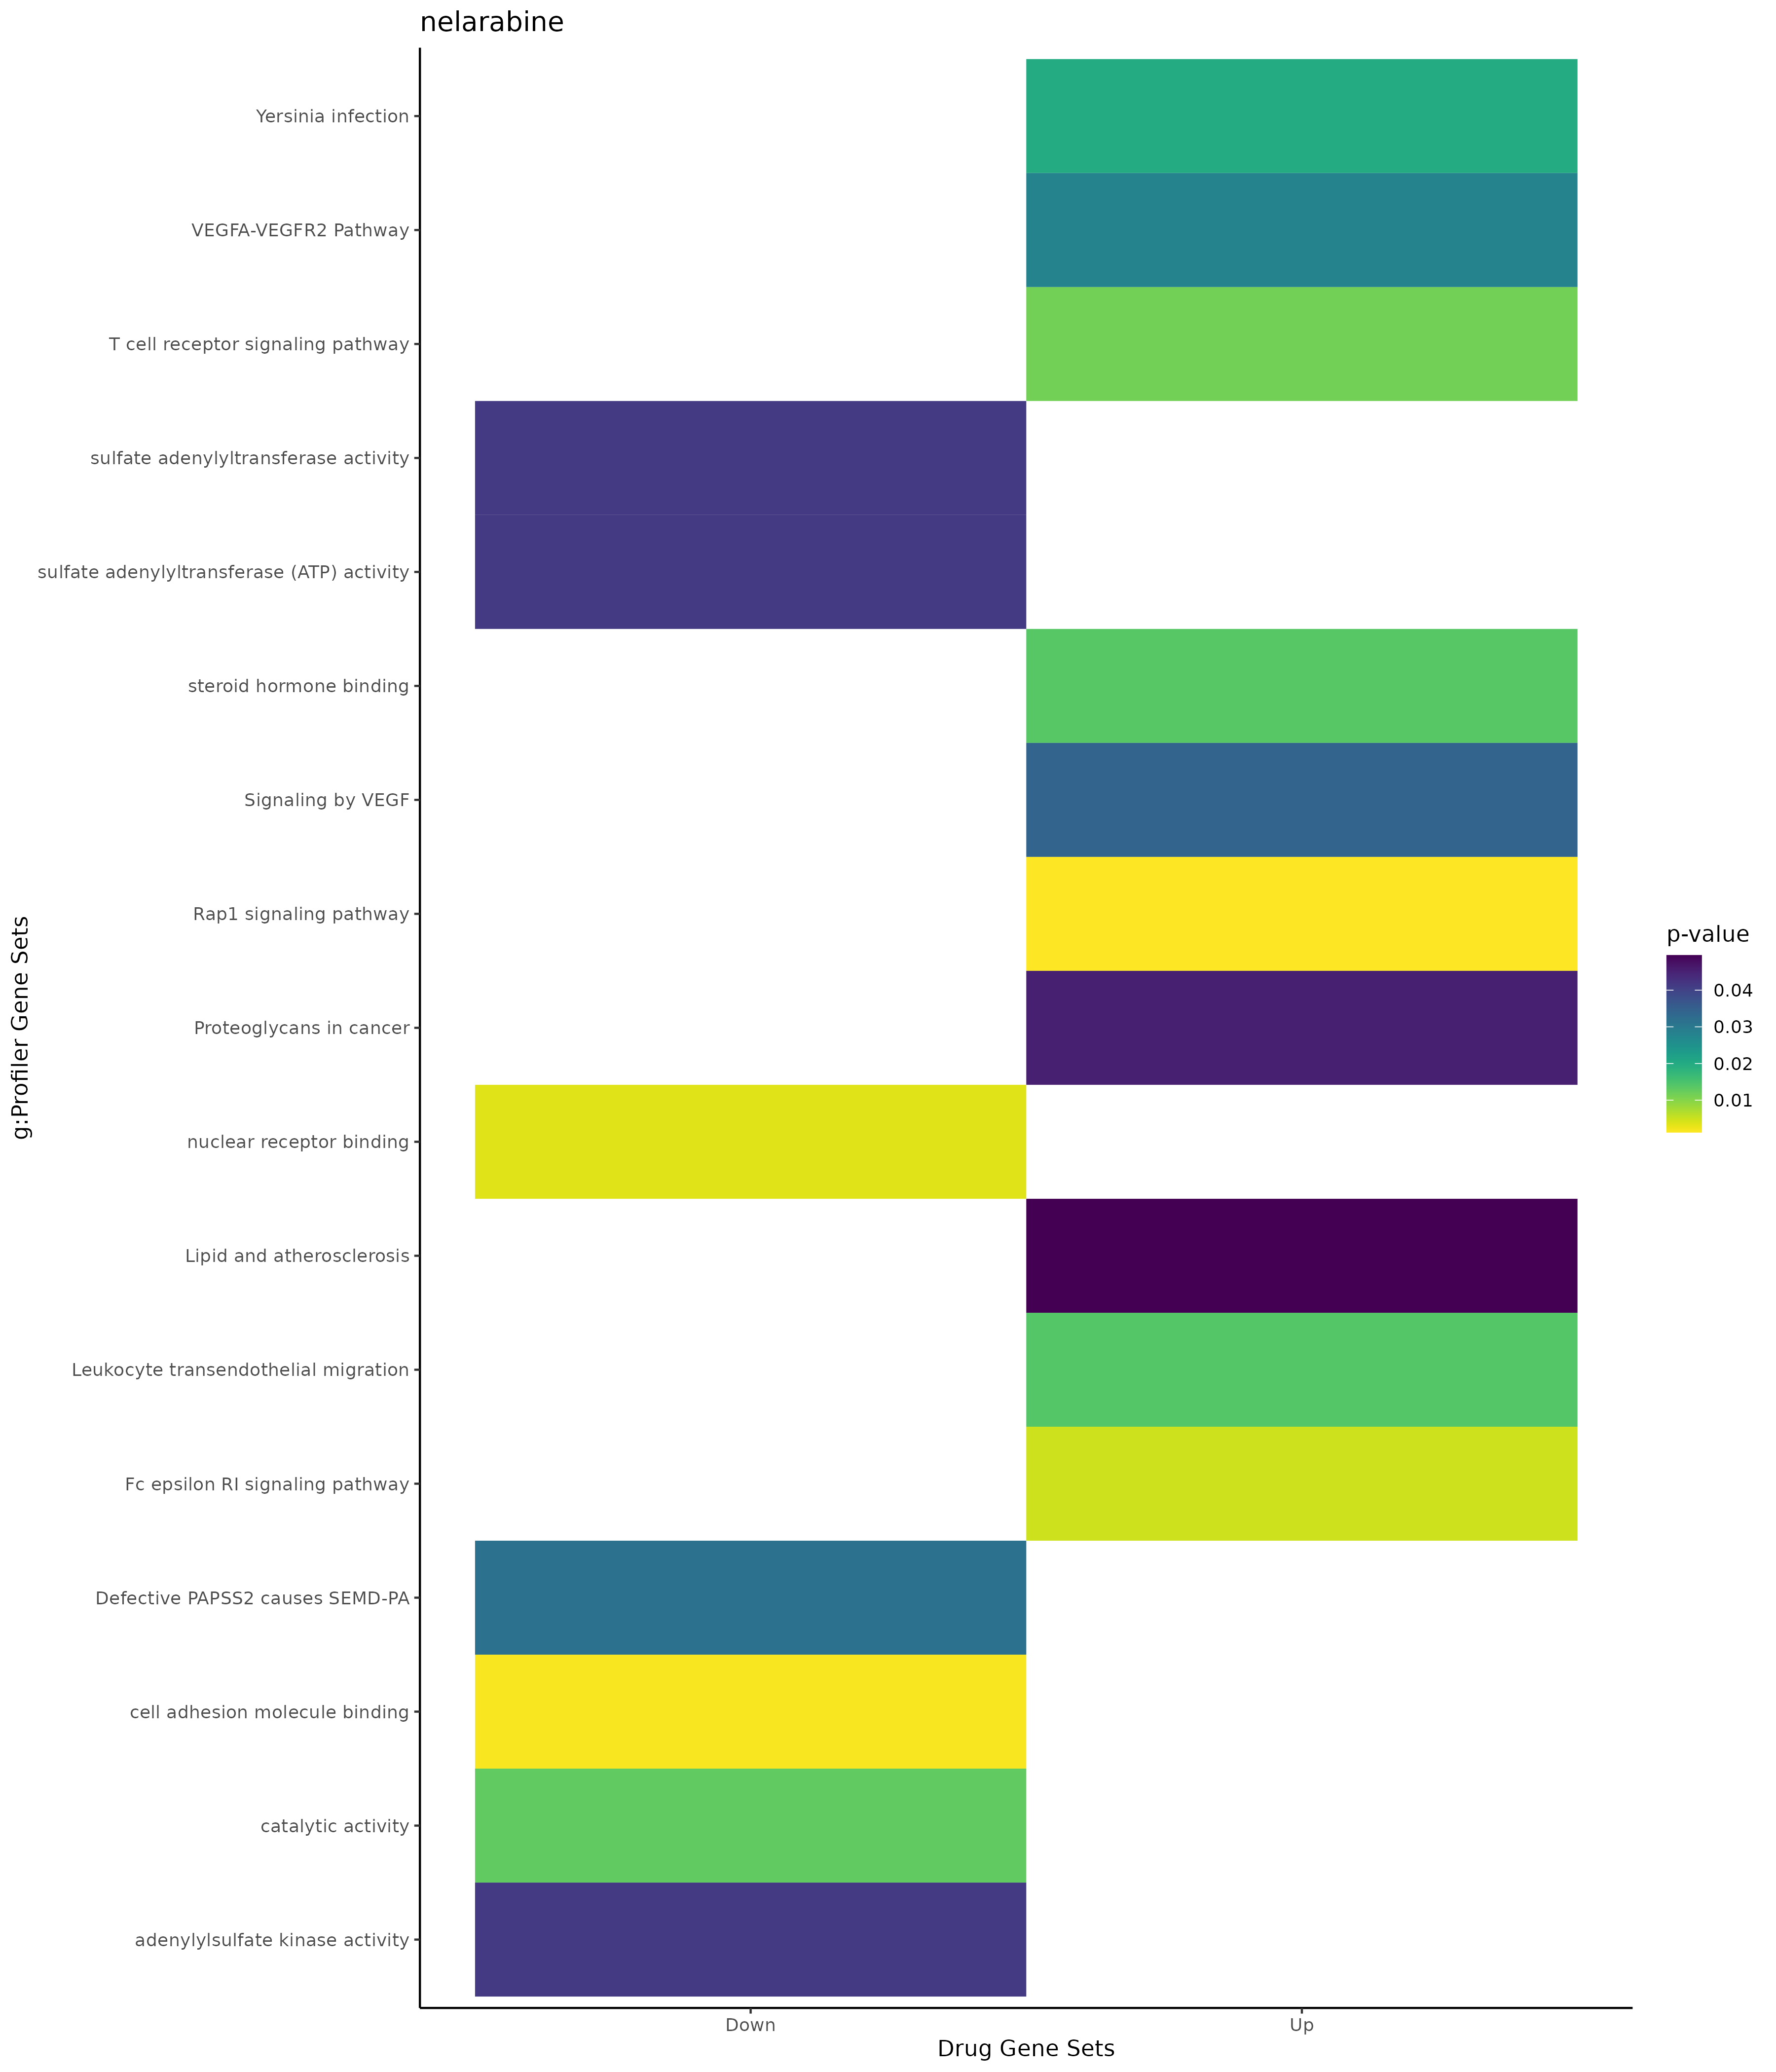 nelarabine
Yersinia infection
VEGFA-VEGFR2 Pathway
T cell receptor signaling pathway
sulfate adenylyltransferase activity
sulfate adenylyltransferase (ATP) activity
steroid hormone binding
Signaling by VEGF
Rap1 signaling pathway
Proteoglycans in cancer
nuclear receptor binding
Lipid and atherosclerosis
Leukocyte transendothelial migration
Fc epsilon RI signaling pathway
Defective PAPSS2 causes SEMD-PA
cell adhesion molecule binding
catalytic activity
adenylylsulfate kinase activity
g:Profiler Gene Sets
Down
Up
Drug Gene Sets
p-value
0.04
0.03
0.02
0.01